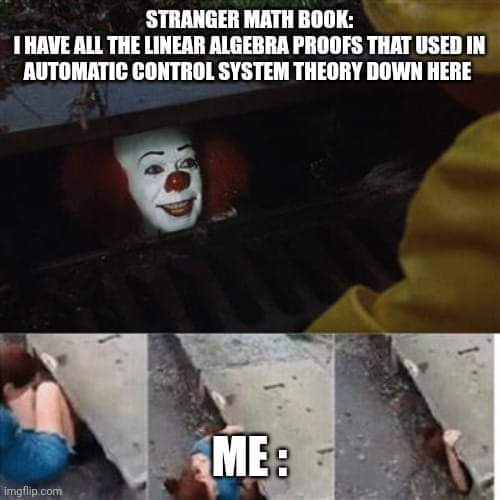 STRANGER MATH BOOK:
I HAVE ALL THE LINEAR ALGEBRA PROOFS THAT USED IN
AUTOMATIC CONTROL SYSTEM THEORY DOWN HERE
ME :
imgflip.com